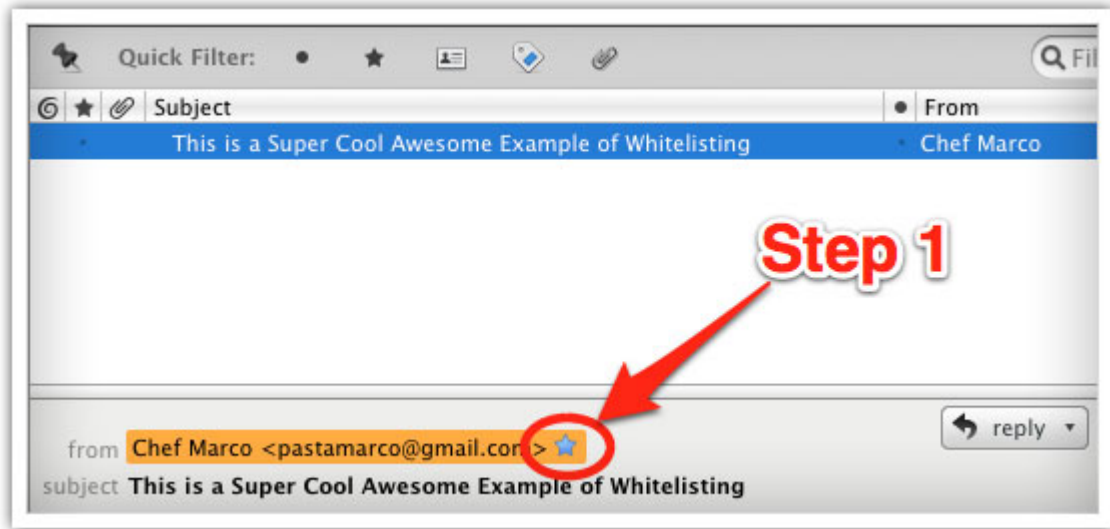 Quick Filter: Fil
Subject From
This is a Super Cool Awesome Example of Whitelisting Chef Marco
Step 1
reply
from Chef Marco <pastamarco@gmail.com>
subject This is a Super Cool Awesome Example of Whitelisting